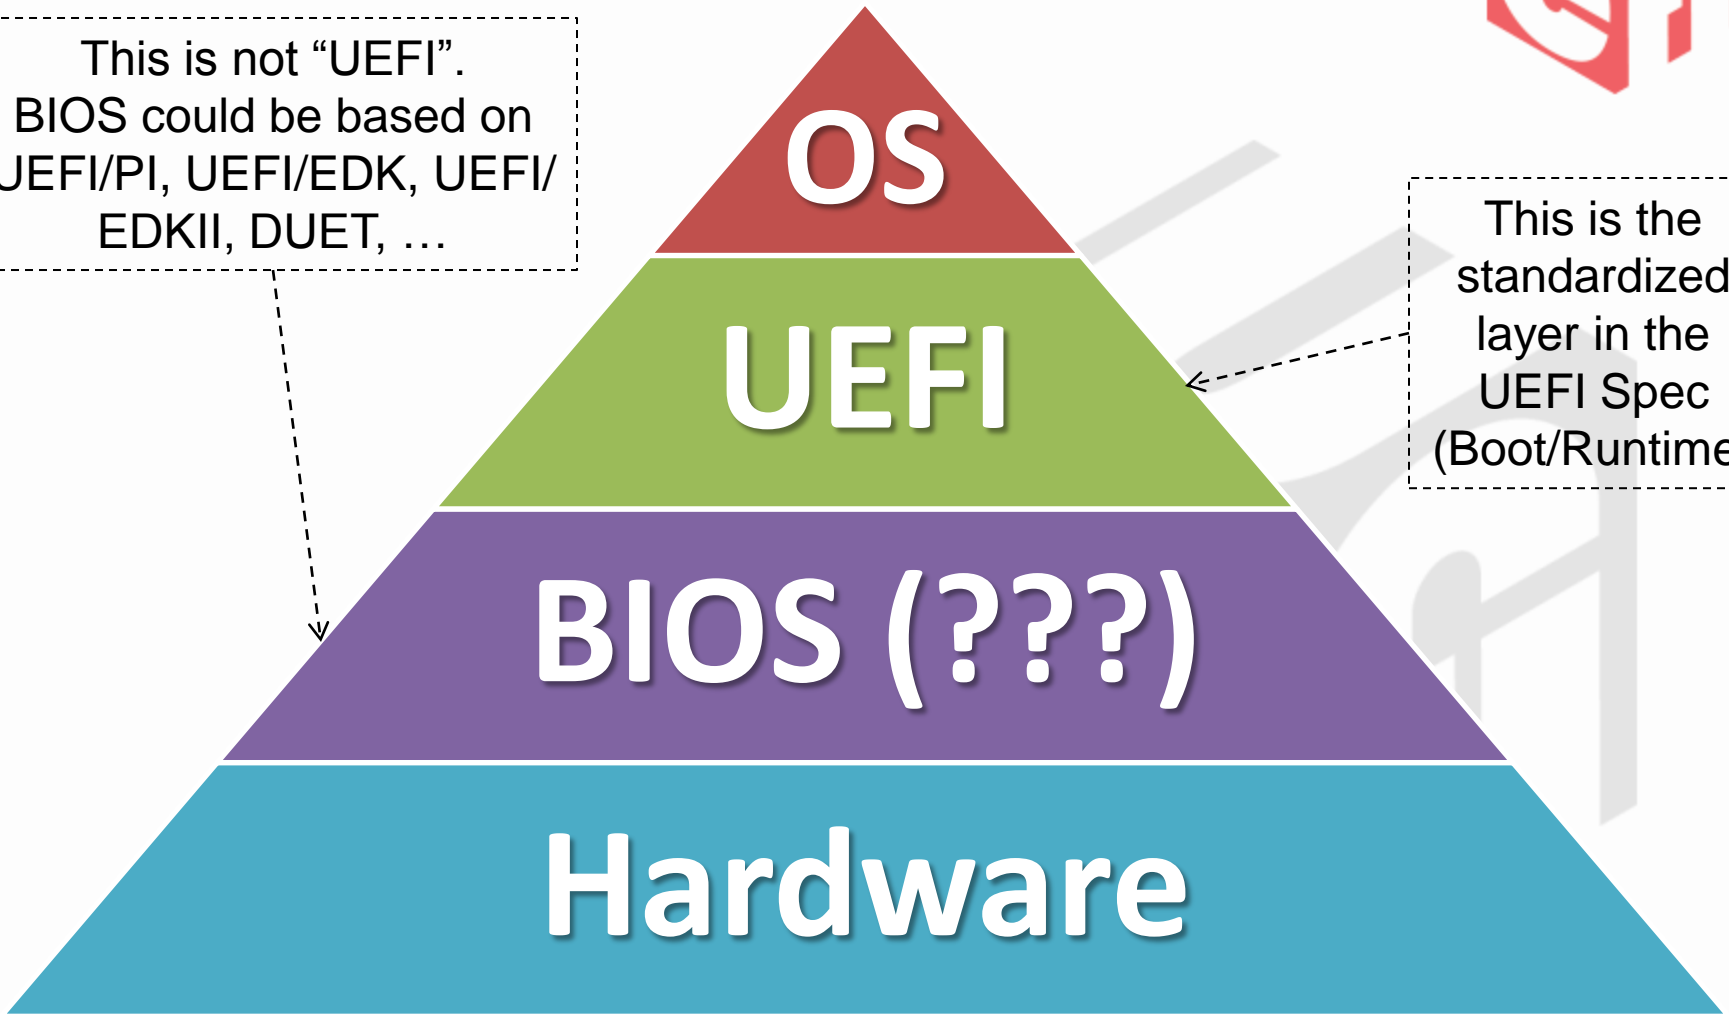 This is not “UEFI”.
BIOS could be based on
UEFI/PI, UEFI/EDK, UEFI/
EDKII, DUET, …
OS
This is the
standardized
layer in the
UEFI Spec
(Boot/Runtime
UEFI
BIOS (???)
Hardware